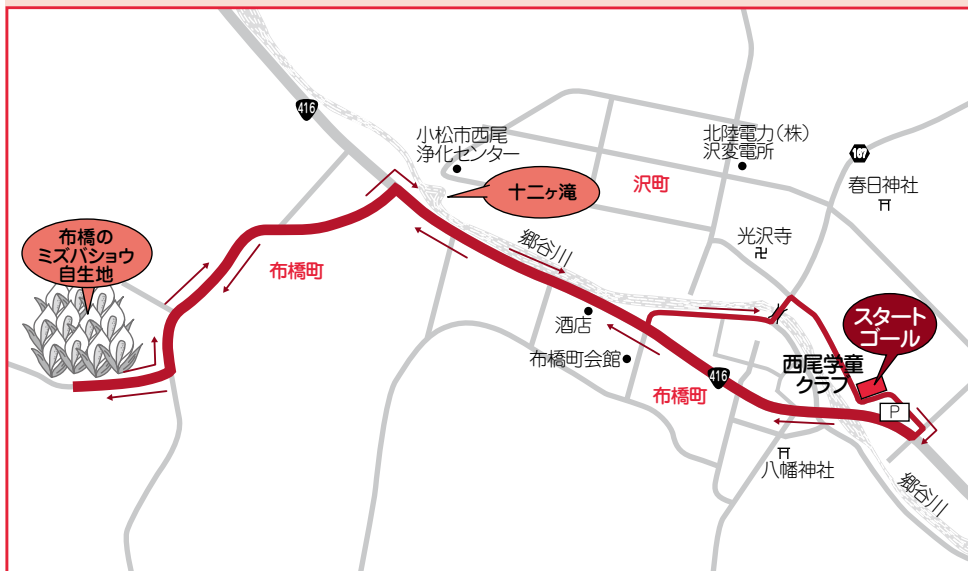 416
小松市西尾
浄化センター
北陸電力(株)
沢変電所
107
春日神社
沢町
十二ヶ滝
布橋の
ミズバショウ
自生地
布橋町
郷谷川
光沢寺
スタート
ゴール
酒店
布橋町会館
西尾学童
クラブ
416
布橋町
P
八幡神社
郷谷川